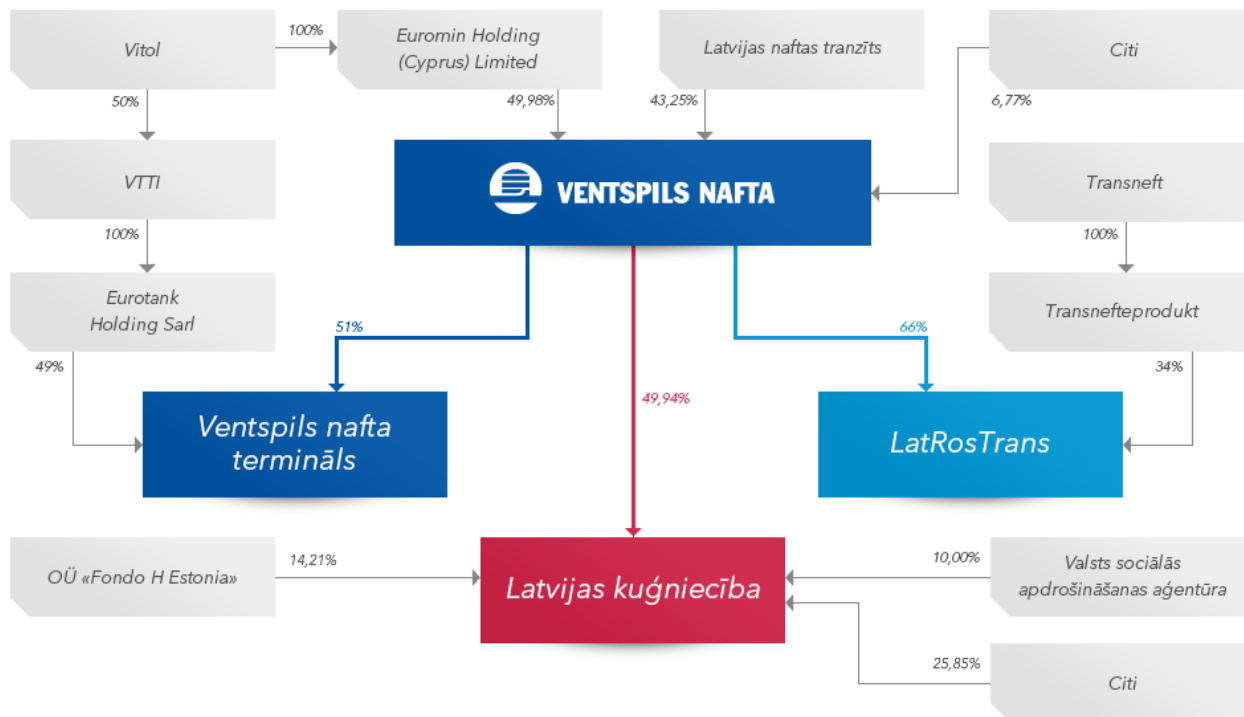 Vitol
100%
Euromin Holding
(Cyprus) Limited
Latvijas naftas tranzīts
Citi
50%
49,98%
43,25%
6,77%
VTTI
VENTSPILS NAFTA
Transneft
100%
100%
Eurotank
Holding Sarl
Transnefteprodukt
51%
66%
49%
34%
49,94%
Ventspils nafta
termināls
LatRosTrans
OÜ «Fondo H Estonia»
14,21%
Latvijas kuģniecība
10,00%
Valsts sociālās
apdrošināšanas aģentūra
25,85%
Citi